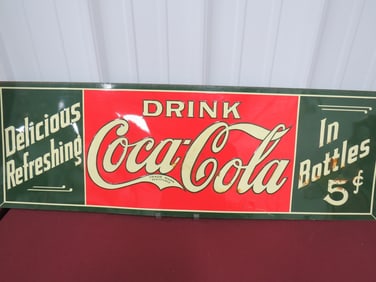 Delicious
Refreshing
DRINK
Coca-Cola
In
Bottles
5¢